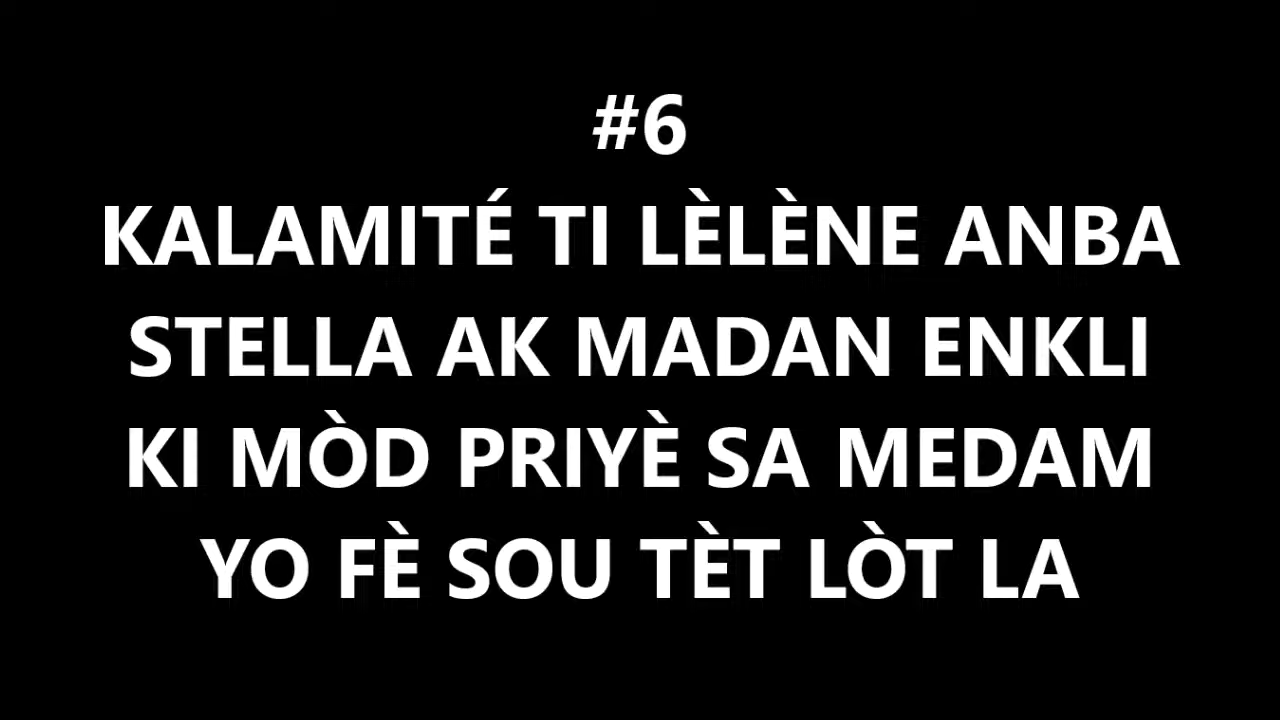 #6
KALAMITÉ TI LÈLÈNE ANBA
STELLA AK MADAN ENKLI
KI MÒD PRIYÈ SA MEDAM
YO FÈ SOU TÈT LÒT LA